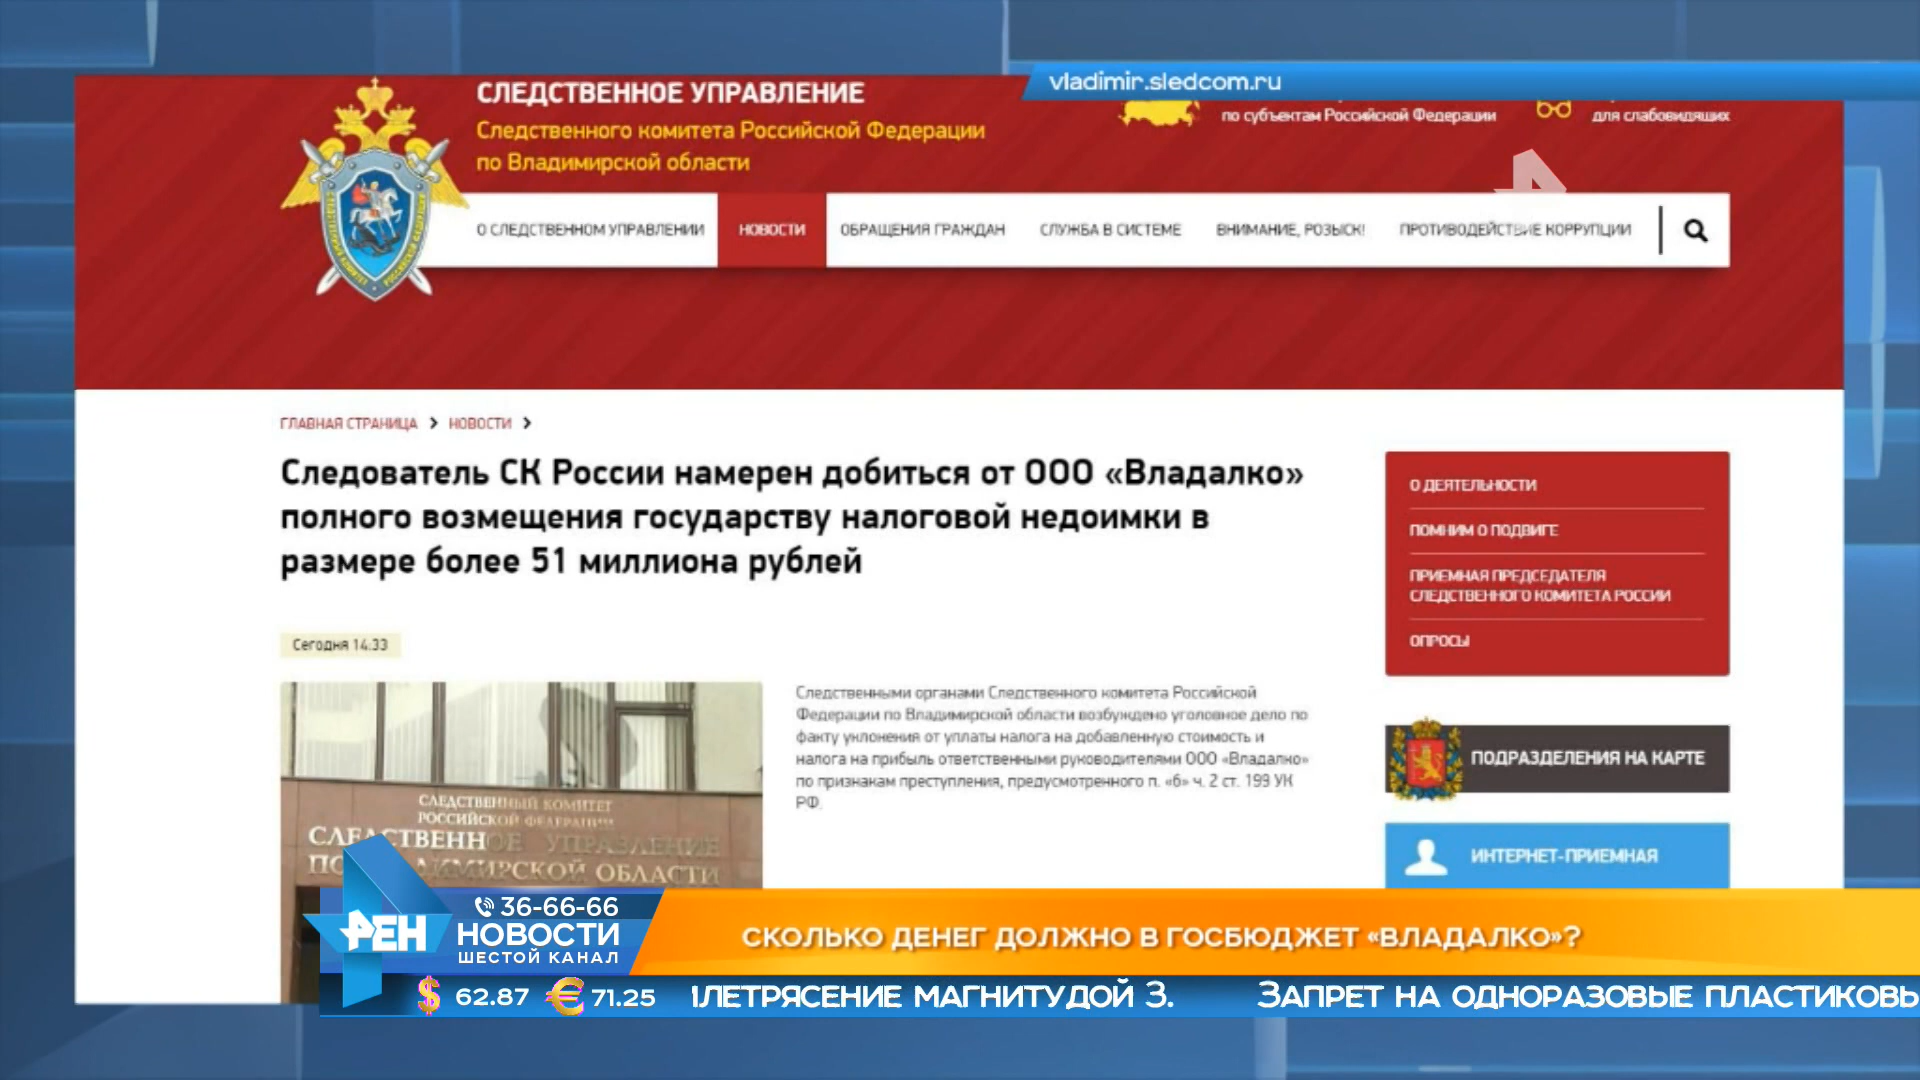 vladimir.sledcom.ru
СЛЕДСТВЕННОЕ УПРАВЛЕНИЕ
Следственного комитета Российской Федерации
по Владимирской области
по субъектам Российской Федерации
для слабовидящих
О СЛЕДСТВЕННОМ УПРАВЛЕНИИ
НОВОСТИ
ОБРАЩЕНИЯ ГРАЖДАН
СЛУЖБА В СИСТЕМЕ
ВНИМАНИЕ, РОЗЫСК!
ПРОТИВОДЕЙСТВИЕ КОРРУПЦИИ
ГЛАВНАЯ СТРАНИЦА > НОВОСТИ >
Следователь СК России намерен добиться от ООО «Владалко»
полного возмещения государству налоговой недоимки в
размере более 51 миллиона рублей
Сегодня 14:33
Следственными органами Следственного комитета Российской
Федерации по Владимирской области возбуждено уголовное дело по
факту уклонения от уплаты налога на добавленную стоимость и
налога на прибыль ответственными руководителями ООО «Владалко»
по признакам преступления, предусмотренного п. «б» ч. 2 ст. 199 УК
РФ.
О ДЕЯТЕЛЬНОСТИ
ПОМНИМ О ПОДВИГЕ
ПРИЕМНАЯ ПРЕДСЕДАТЕЛЯ
СЛЕДСТВЕННОГО КОМИТЕТА РОССИИ
ОПРОСЫ
ПОДРАЗДЕЛЕНИЯ НА КАРТЕ
ИНТЕРНЕТ-ПРИЕМНАЯ
СЛЕДСТВЕННЫЙ КОМИТЕТ
РОССИЙСКОЙ ФЕДЕРАЦИИ
СЛЕДСТВЕННОЕ УПРАВЛЕНИЕ
ОБЛАСТИ
РЕН
36-66-66
НОВОСТИ
ШЕСТОЙ КАНАЛ
СКОЛЬКО ДЕНЕГ ДОЛЖНО В ГОСБЮДЖЕТ «ВЛАДАЛКО»?
$ 62.87 € 71.25
ЛЕТРЯСЕНИЕ МАГНИТУДОЙ 3. ЗАПРЕТ НА ОДНОРАЗОВЫЕ ПЛАСТИКОВЫ